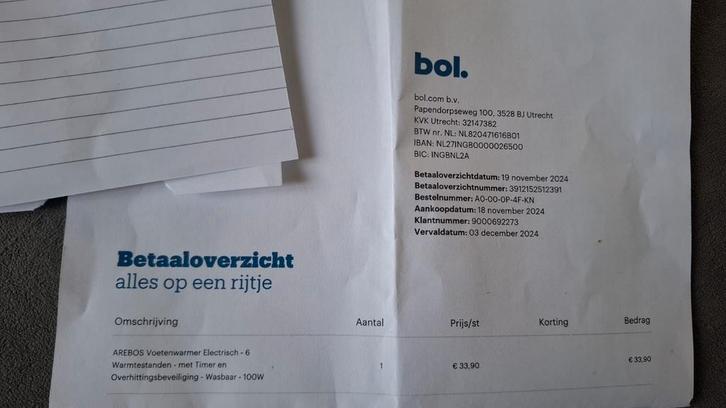 bol.
bol.com b.v.
Papendorpseweg 100, 3528 BJ Utrecht
KVK Utrecht: 32147382
BTW nr. NL: NL820471616B01
IBAN: NL27INGB0000026500
BIC: INGBNL2A
Betaaloverzichtdatum: 19 november 2024
Betaaloverzichtnummer: 3912152512391
Bestelnummer: A0-00-0P-4F-KN
Aankoopdatum: 18 november 2024
Klantnummer: 9000692273
Vervaldatum: 03 december 2024
Betaaloverzicht
alles op een rijtje
Omschrijving Aantal Prijs/st Korting Bedrag
AREBOS Voetenwarmer Electrisch - 6
Warmtestanden - met Timer en 1 € 33,90 € 33,90
Overhittingsbeveiliging - Wasbaar - 100W